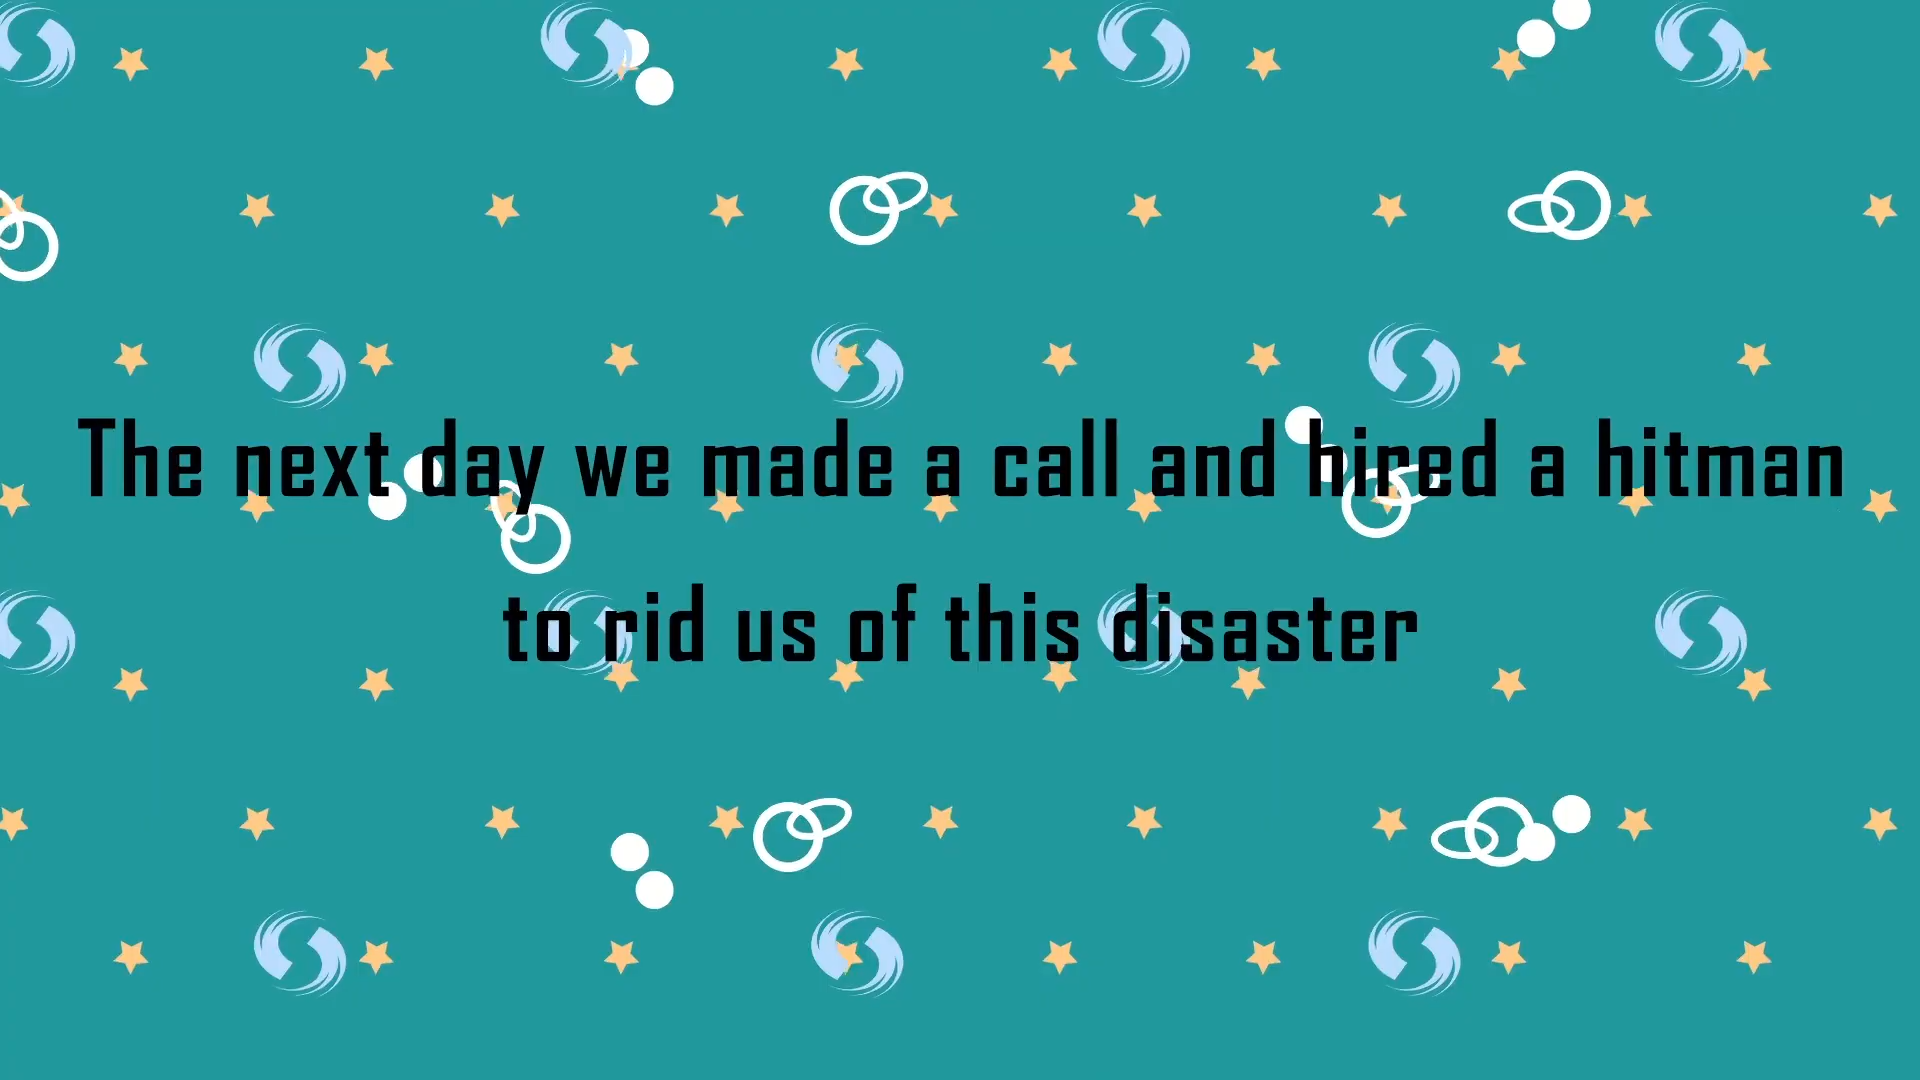 The next day we made a call and hired a hitman
to rid us of this disaster